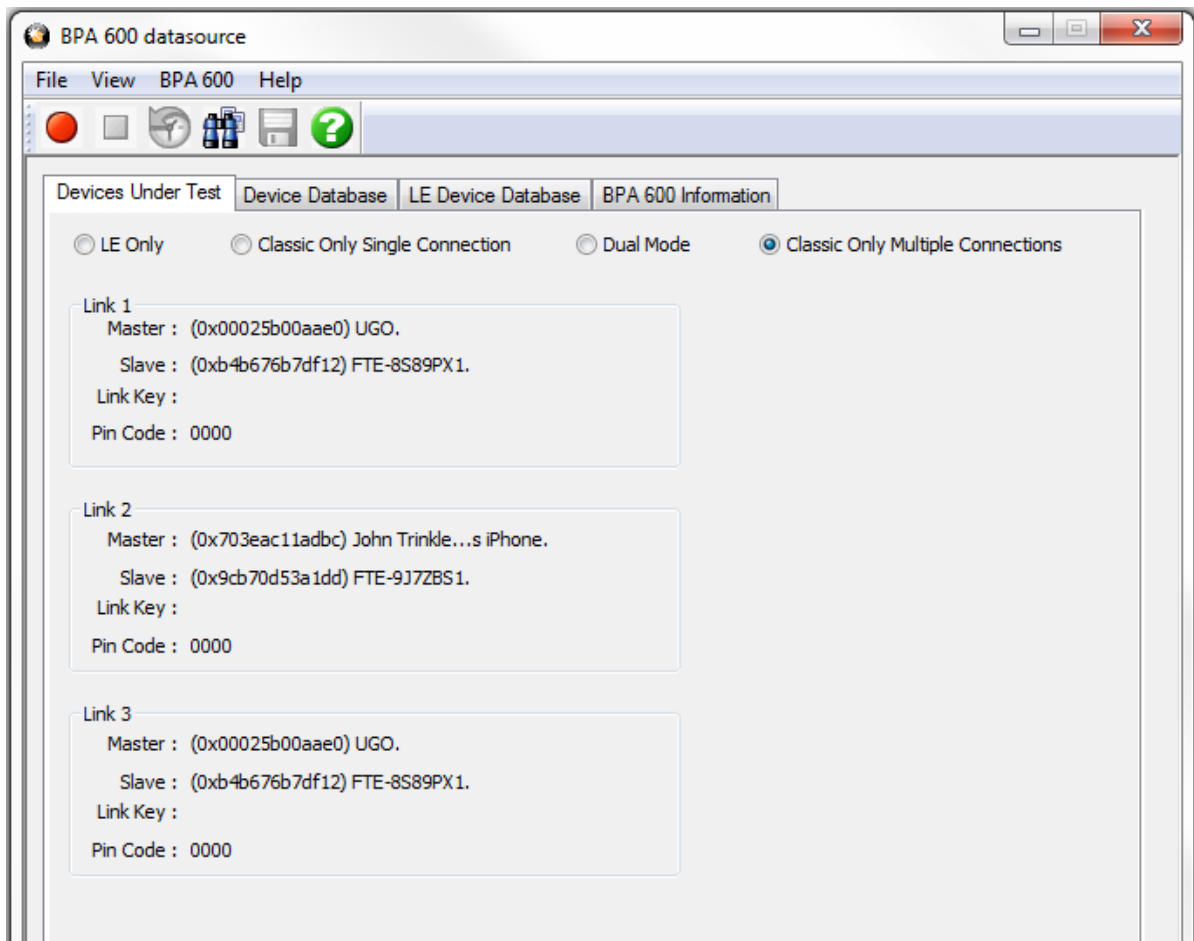 BPA 600 datasource
File View BPA 600 Help
Devices Under Test Device Database LE Device Database BPA 600 Information
LE Only Classic Only Single Connection Dual Mode Classic Only Multiple Connections
Link 1
Master : (0x00025b00aae0) UGO.
Slave : (0xb4b676b7df12) FTE-8S89PX1.
Link Key :
Pin Code : 0000
Link 2
Master : (0x703eac11adbc) John Trinkle...s iPhone.
Slave : (0x9cb70d53a1dd) FTE-9J7ZBS1.
Link Key :
Pin Code : 0000
Link 3
Master : (0x00025b00aae0) UGO.
Slave : (0xb4b676b7df12) FTE-8S89PX1.
Link Key :
Pin Code : 0000